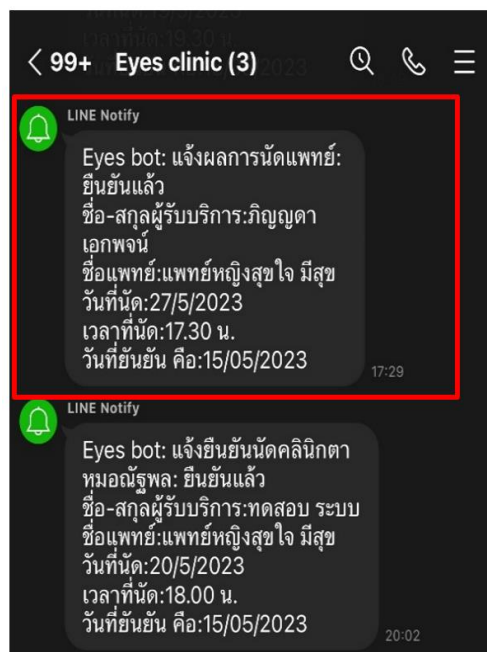 เวลาที่นัด:19.30 น.
99+ Eyes clinic (3)
LINE Notify
Eyes bot: แจ้งผลการนัดแพทย์:
ยืนยันแล้ว
ชื่อ-สกุลผู้รับบริการ:ภิญญดา
เอกพจน์
ชื่อแพทย์:แพทย์หญิงสุขใจ มีสุข
วันที่นัด:27/5/2023
เวลาที่นัด:17.30 น.
วันที่ยันยัน คือ:15/05/2023
17:29
LINE Notify
Eyes bot: แจ้งยืนยันนัดคลินิกตา
หมอณัฐพล: ยืนยันแล้ว
ชื่อ-สกุลผู้รับบริการ:ทดสอบ ระบบ
ชื่อแพทย์:แพทย์หญิงสุขใจ มีสุข
วันที่นัด:20/5/2023
เวลาที่นัด:18.00 น.
วันที่ยันยัน คือ:15/05/2023
20:02